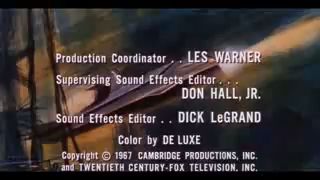 Production Coordinator . . LES WARNER
Supervising Sound Effects Editor . . .
DON HALL, JR.
Sound Effects Editor . . DICK LeGRAND
Color by DE LUXE
Copyright © 1967 CAMBRIDGE PRODUCTIONS, INC.
and TWENTIETH CENTURY-FOX TELEVISION, INC.